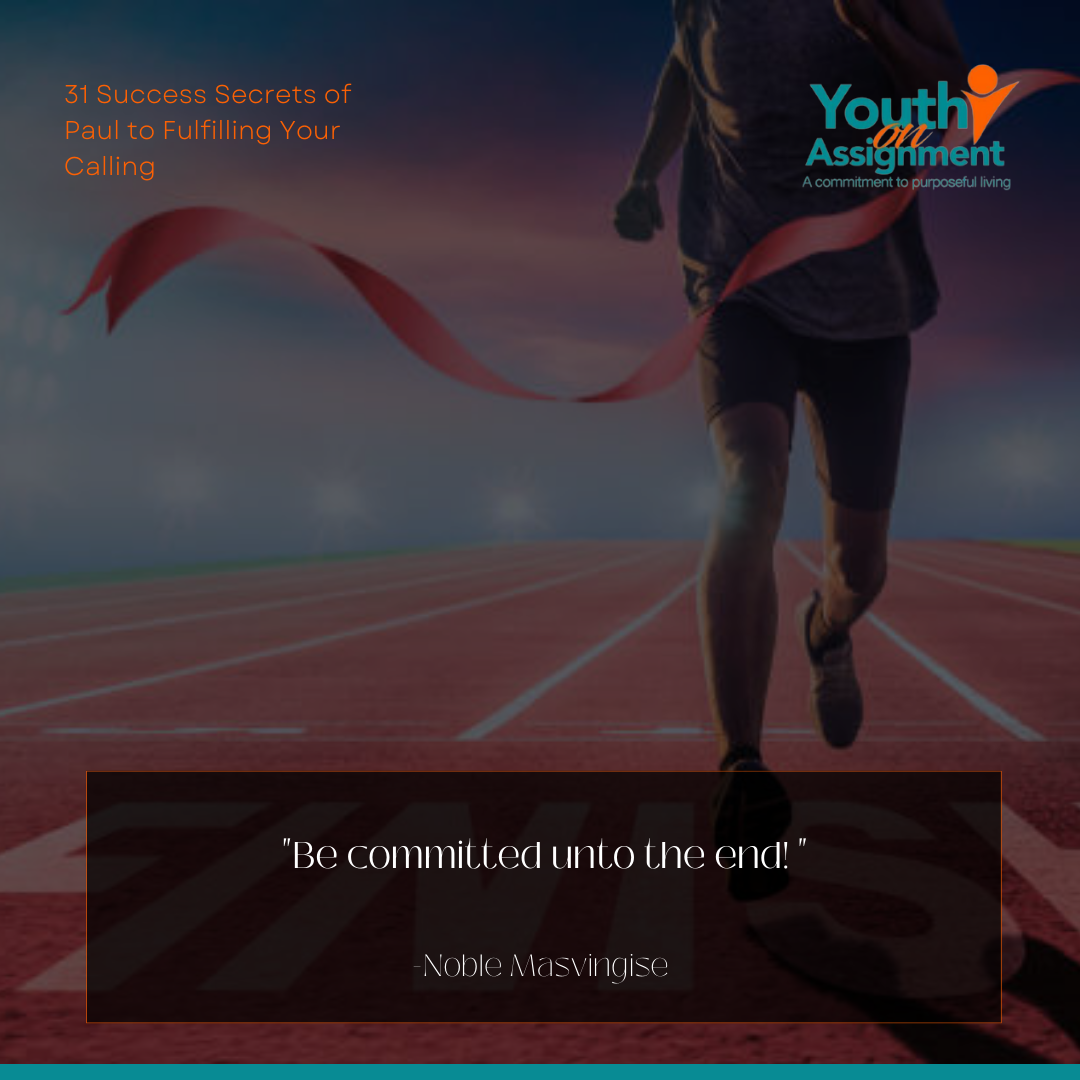 31 Success Secrets of
Paul to Fulfilling Your
Calling
Youth
on
Assignment
A commitment to purposeful living
"Be committed unto the end! "
-Noble Masvingise
FINISH